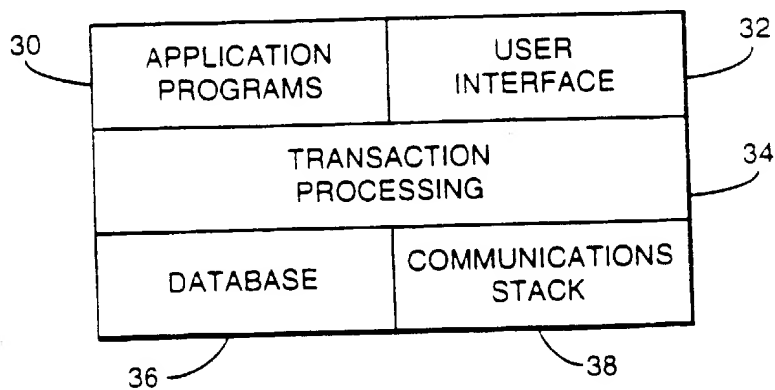 30
APPLICATION
PROGRAMS
USER
INTERFACE
32
TRANSACTION
PROCESSING
34
DATABASE
COMMUNICATIONS
STACK
36
38